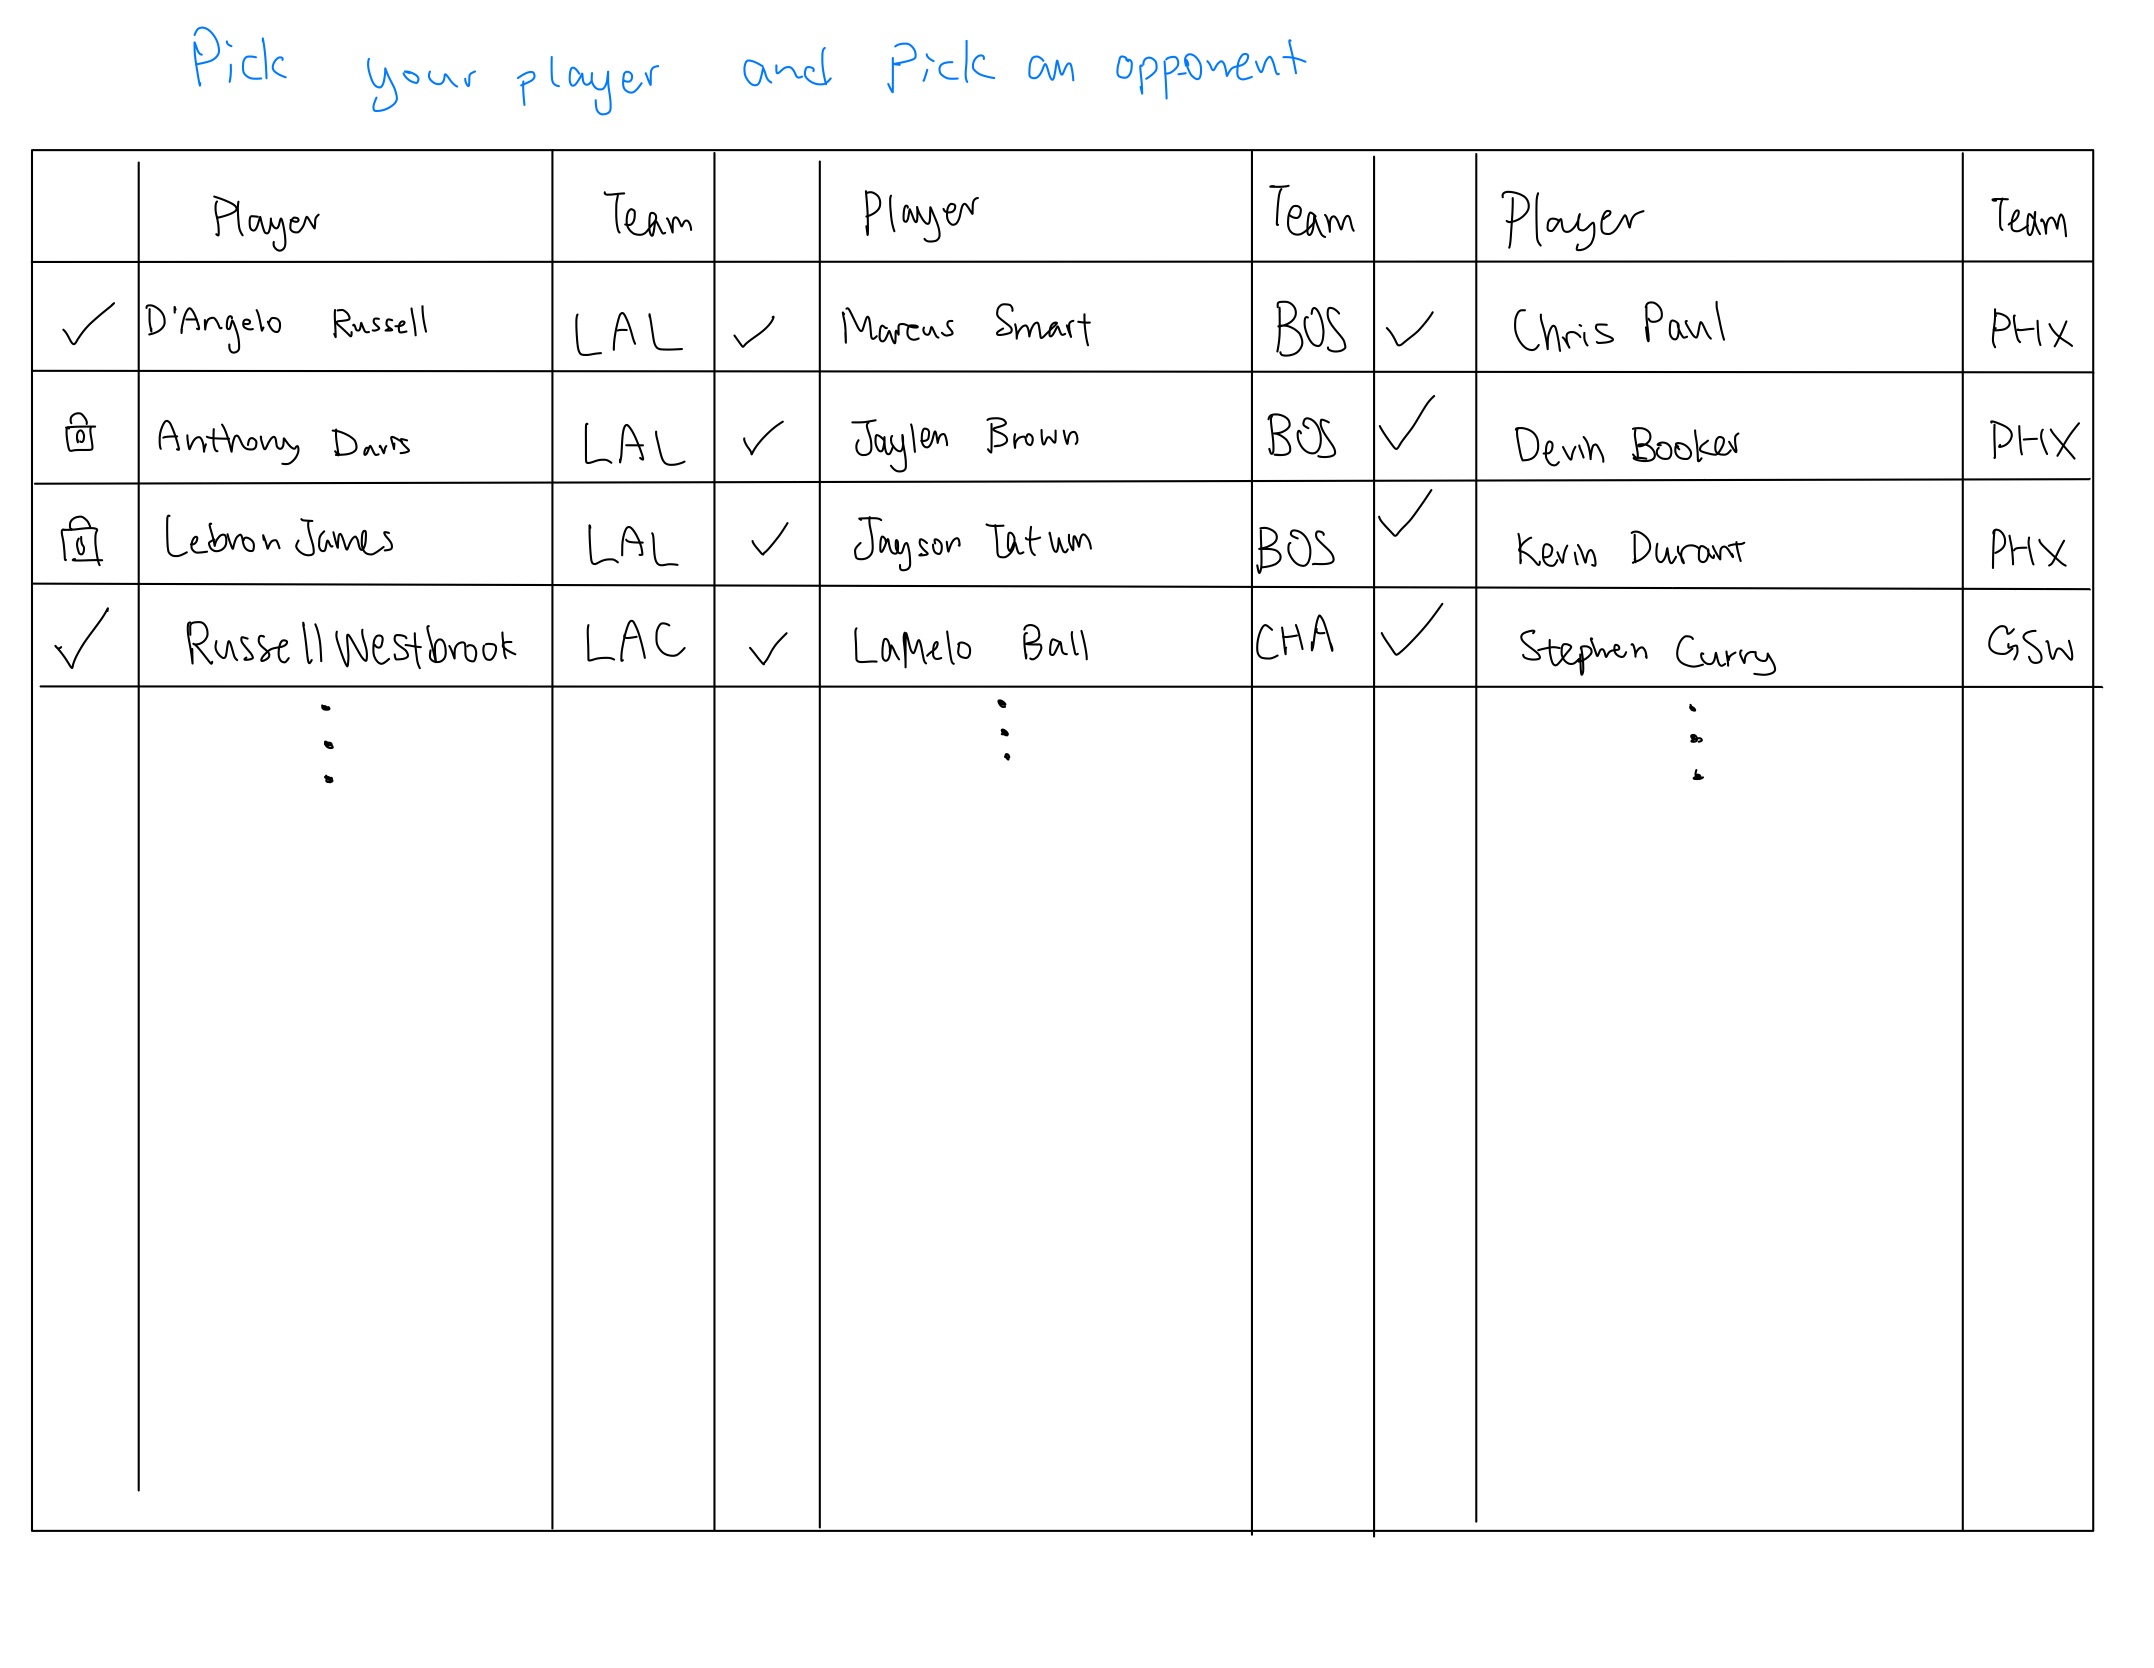 Pick your player and Pick an opponent
Player Team Player Team Player Team
D'Angelo Russell LAL Marcus Smart BOS Chris Paul PHX
Anthony Davis LAL Jaylen Brown BOS Devin Booker PHX
Lebron James LAL Jayson Tatum BOS Kevin Durant PHX
Russell Westbrook LAC LaMelo Ball CHA Stephen Curry GSW